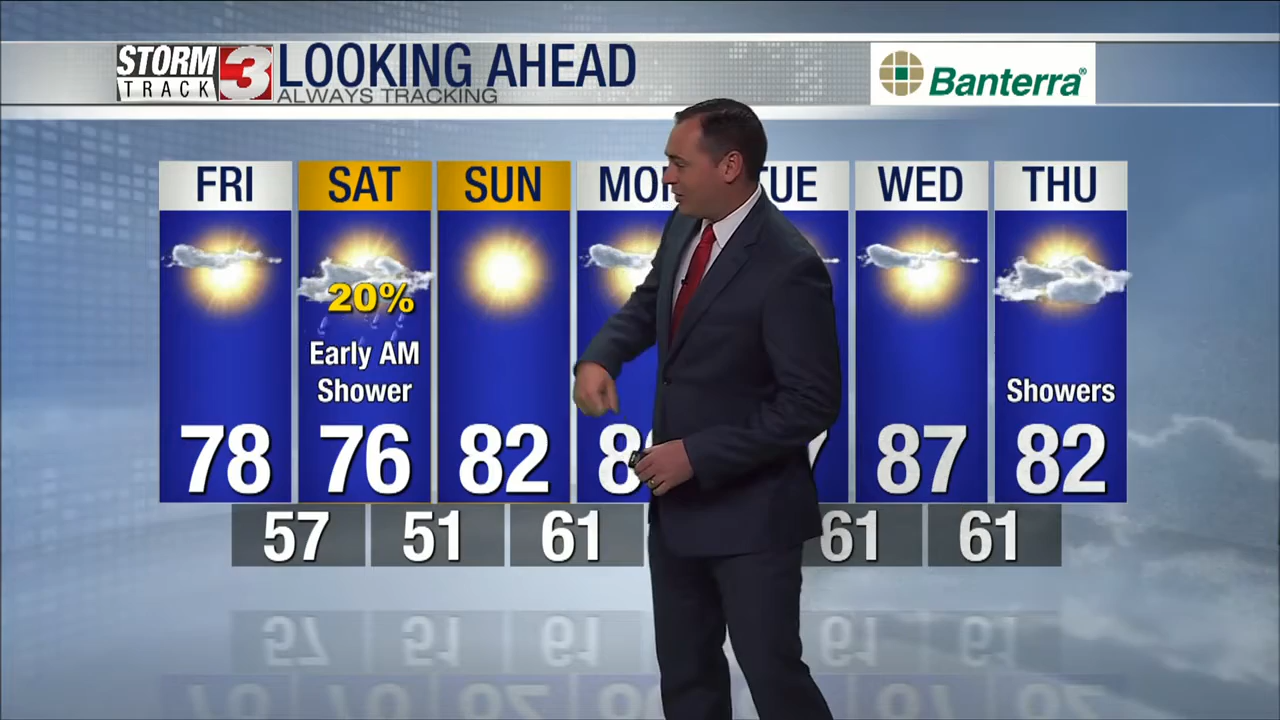 STORM
TRACK
3
LOOKING AHEAD
ALWAYS TRACKING
Banterra®
FRI SAT SUN WED THU
20%
Early AM
Shower
Showers
78 76 82 87 82
57 51 61 61 61